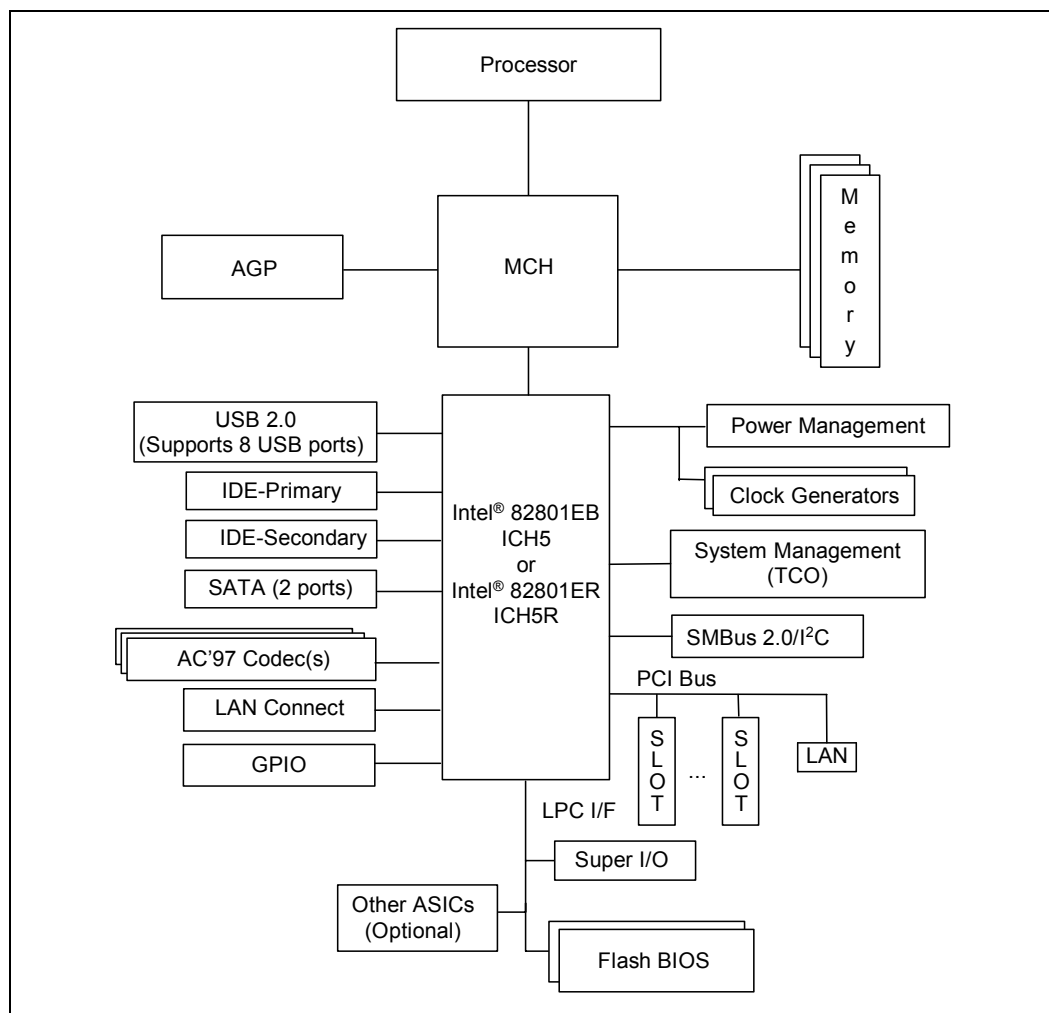 Processor
MCH
AGP
M
e
m
o
r
y
USB 2.0
(Supports 8 USB ports)
IDE-Primary
IDE-Secondary
SATA (2 ports)
AC'97 Codec(s)
LAN Connect
GPIO
Intel® 82801EB
ICH5
or
Intel® 82801ER
ICH5R
Power Management
Clock Generators
System Management
(TCO)
SMBus 2.0/I²C
PCI Bus
S
L
O
T
...
S
L
O
T
LAN
LPC I/F
Super I/O
Other ASICs
(Optional)
Flash BIOS